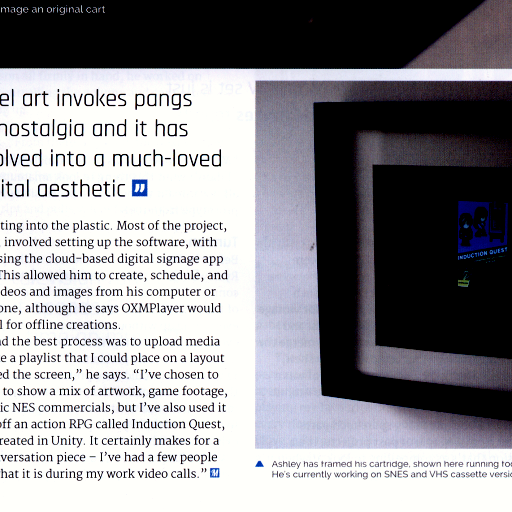 mage an original cart
el art invokes pangs
nostalgia and it has
olved into a much-loved
ital aesthetic
ting into the plastic. Most of the project,
involved setting up the software, with
sing the cloud-based digital signage app
This allowed him to create, schedule, and
deos and images from his computer or
one, although he says OXMPlayer would
l for offline creations.
d the best process was to upload media
e a playlist that I could place on a layout
ed the screen,” he says. “I’ve chosen to
to show a mix of artwork, game footage,
ic NES commercials, but I’ve also used it
off an action RPG called Induction Quest,
reated in Unity. It certainly makes for a
versation piece – I’ve had a few people
hat it is during my work video calls.”
INDUCTION QUEST
Ashley has framed his cartridge, shown here running foo
He’s currently working on SNES and VHS cassette versio